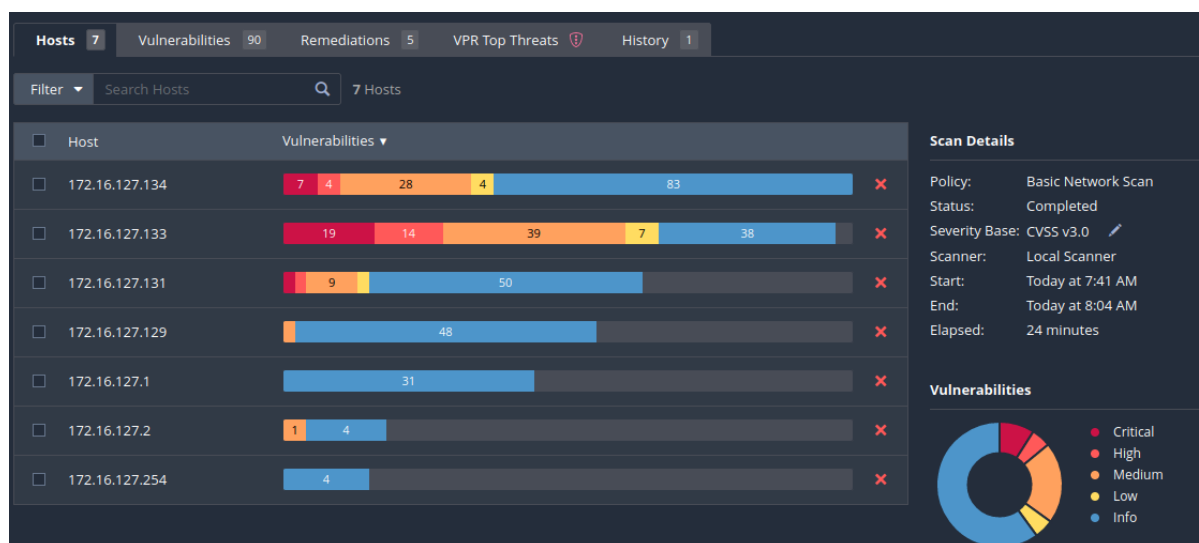 Hosts 7 Vulnerabilities 90 Remediations 5 VPR Top Threats History 1
Filter Search Hosts 7 Hosts
Host Vulnerabilities
172.16.127.134 7 4 28 4 83
172.16.127.133 19 14 39 7 38
172.16.127.131 9 50
172.16.127.129 48
172.16.127.1 31
172.16.127.2 1 4
172.16.127.254 4
Scan Details
Policy: Basic Network Scan
Status: Completed
Severity Base: CVSS v3.0
Scanner: Local Scanner
Start: Today at 7:41 AM
End: Today at 8:04 AM
Elapsed: 24 minutes
Vulnerabilities
Critical
High
Medium
Low
Info